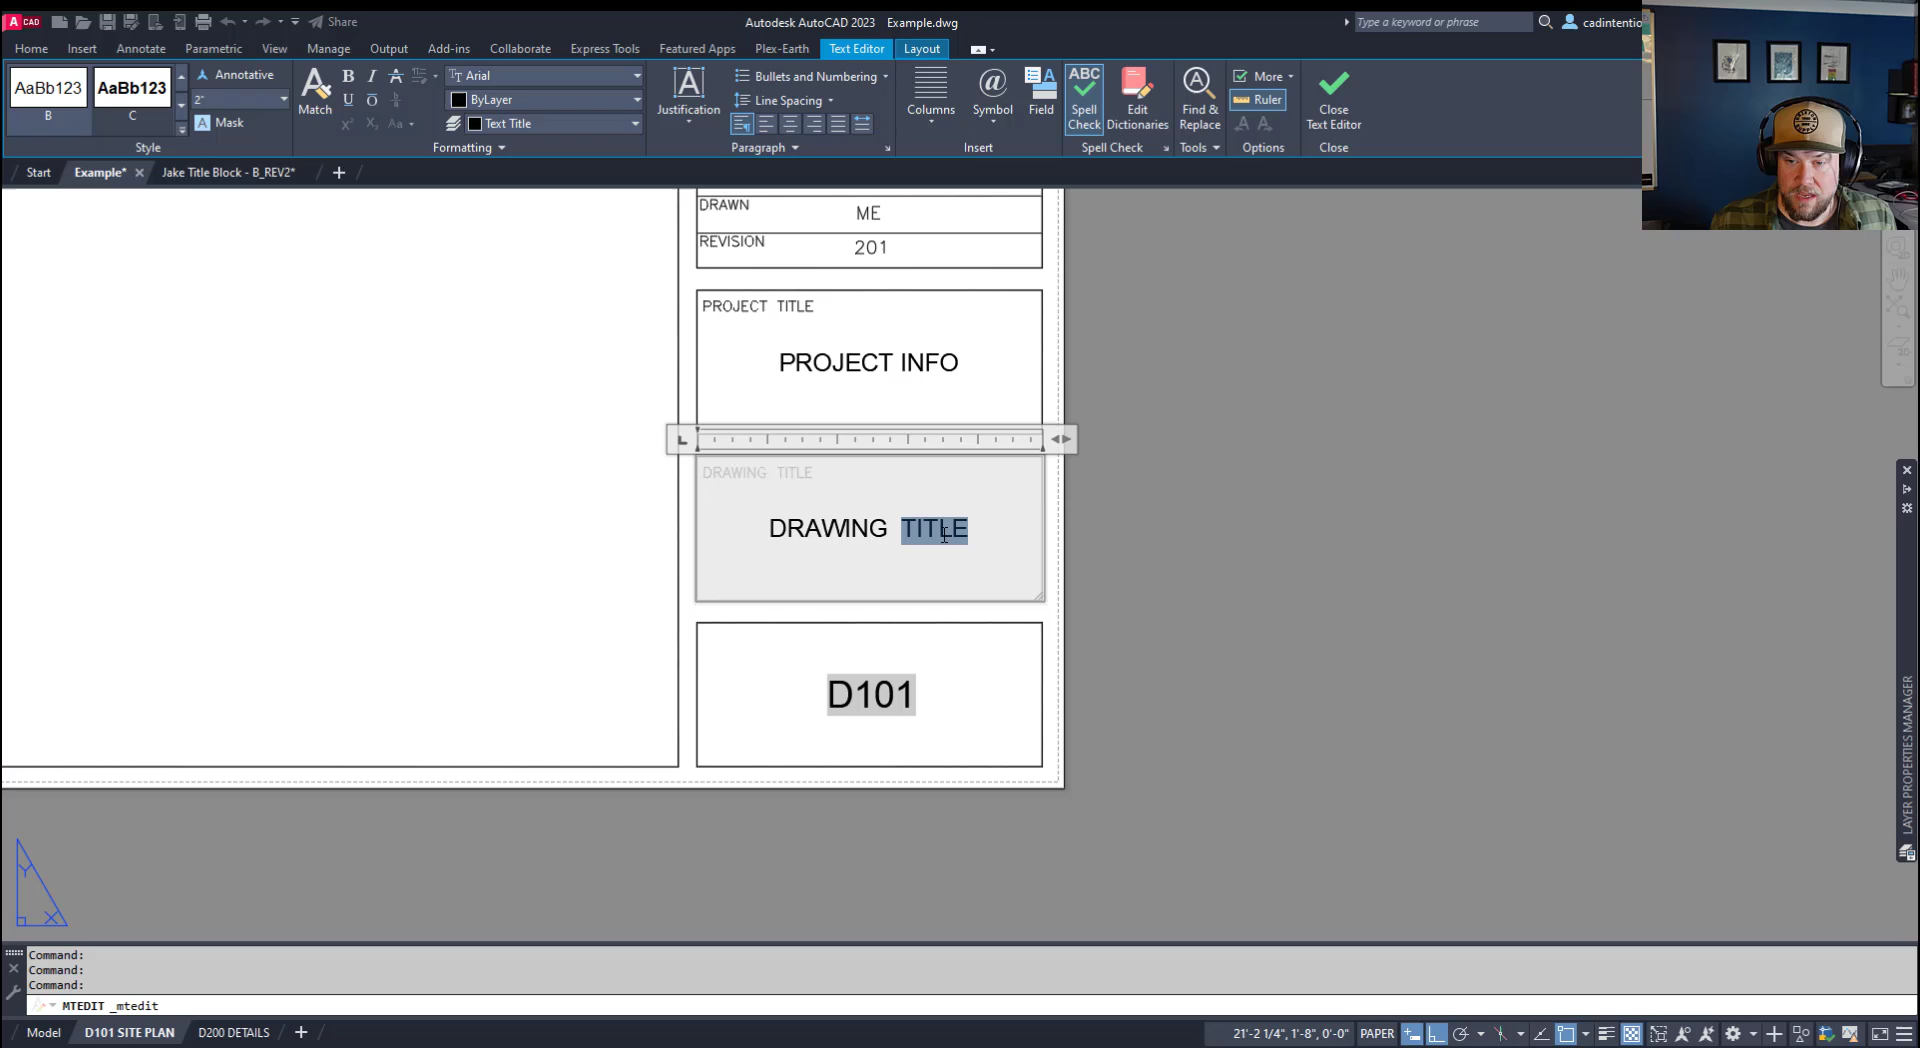 A CAD
Share
Autodesk AutoCAD 2023 Example.dwg
Type a keyword or phrase
cadintentio
Home Insert Annotate Parametric View Manage Output Add-ins Collaborate Express Tools Featured Apps Plex-Earth Text Editor Layout
AaBb123 AaBb123
B C
Annotative
2"
Mask
Style
Match
Arial
ByLayer
Text Title
Formatting
Justification
Bullets and Numbering
Line Spacing
Paragraph
Columns
Symbol
Field
Insert
ABC
Spell Check
Edit Dictionaries
Spell Check
Find & Replace
Tools
More
Ruler
Options
Close Text Editor
Close
Start Example* Jake Title Block - B_REV2*
DRAWN ME
REVISION 201
PROJECT TITLE
PROJECT INFO
DRAWING TITLE
DRAWING TITLE
D101
Y
X
LAYER PROPERTIES MANAGER
Command:
Command:
Command:
MTEDIT _mtedit
Model D101 SITE PLAN D200 DETAILS
21'-2 1/4", 1'-8", 0'-0" PAPER